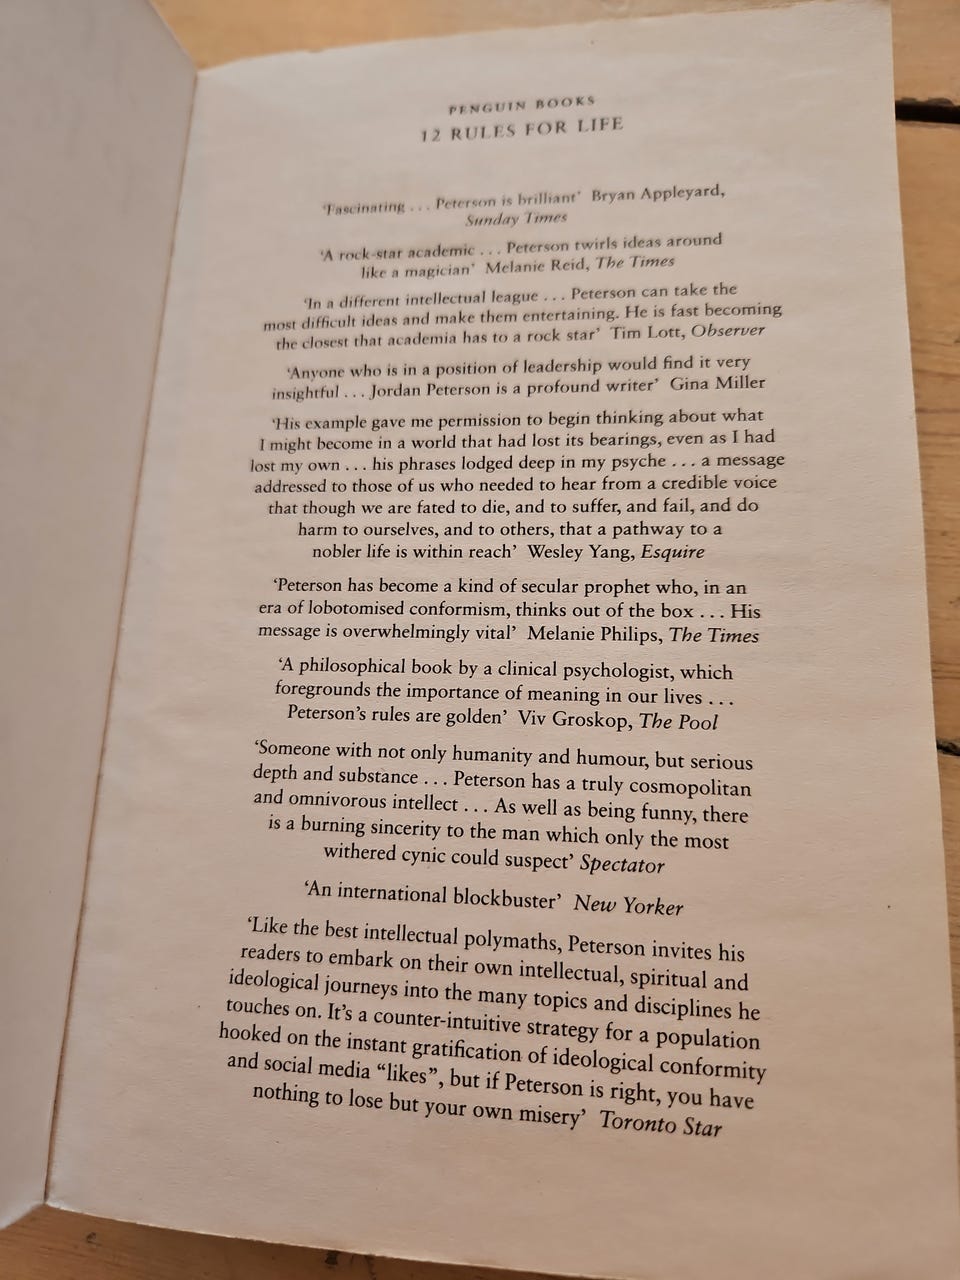 PENGUIN BOOKS
12 RULES FOR LIFE
‘Fascinating . . . Peterson is brilliant’ Bryan Appleyard,
Sunday Times
‘A rock-star academic . . . Peterson twirls ideas around
like a magician’ Melanie Reid, The Times
‘In a different intellectual league . . . Peterson can take the
most difficult ideas and make them entertaining. He is fast becoming
the closest that academia has to a rock star’ Tim Lott, Observer
‘Anyone who is in a position of leadership would find it very
insightful . . . Jordan Peterson is a profound writer’ Gina Miller
‘His example gave me permission to begin thinking about what
I might become in a world that had lost its bearings, even as I had
lost my own . . . his phrases lodged deep in my psyche . . . a message
addressed to those of us who needed to hear from a credible voice
that though we are fated to die, and to suffer, and fail, and do
harm to ourselves, and to others, that a pathway to a
nobler life is within reach’ Wesley Yang, Esquire
‘Peterson has become a kind of secular prophet who, in an
era of lobotomised conformism, thinks out of the box . . . His
message is overwhelmingly vital’ Melanie Philips, The Times
‘A philosophical book by a clinical psychologist, which
foregrounds the importance of meaning in our lives . . .
Peterson’s rules are golden’ Viv Groskop, The Pool
‘Someone with not only humanity and humour, but serious
depth and substance . . . Peterson has a truly cosmopolitan
and omnivorous intellect . . . As well as being funny, there
is a burning sincerity to the man which only the most
withered cynic could suspect’ Spectator
‘An international blockbuster’ New Yorker
‘Like the best intellectual polymaths, Peterson invites his
readers to embark on their own intellectual, spiritual and
ideological journeys into the many topics and disciplines he
touches on. It’s a counter-intuitive strategy for a population
hooked on the instant gratification of ideological conformity
and social media “likes”, but if Peterson is right, you have
nothing to lose but your own misery’ Toronto Star